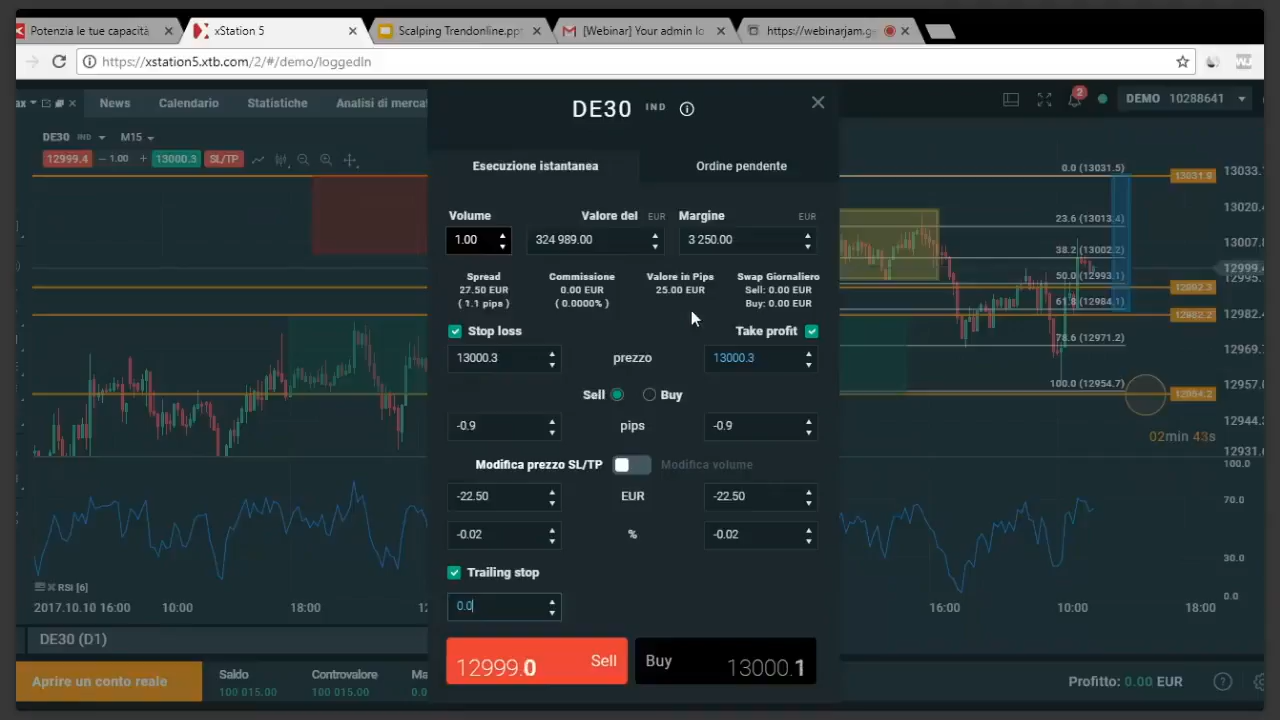 Potenzia le tue capacità
xStation 5
Scalping Trendonline.ppt
[Webinar] Your admin lo
https://webinarjam.ge
https://xstation5.xtb.com/2/#/demo/loggedIn
News
Calendario
Statistiche
Analisi di merca
DE30 IND
2
DEMO 10288641
DE30 IND M15
12999.4 1.00 13000.3 SL/TP
Esecuzione istantanea
Ordine pendente
Volume
Valore del EUR
Margine EUR
1.00
324 989.00
3 250.00
Spread
27.50 EUR
( 1.1 pips )
Commissione
0.00 EUR
( 0.0000% )
Valore in Pips
25.00 EUR
Swap Giornaliero
Sell: 0.00 EUR
Buy: 0.00 EUR
Stop loss
Take profit
13000.3
prezzo
13000.3
Sell
Buy
-0.9
pips
-0.9
Modifica prezzo SL/TP
Modifica volume
-22.50
EUR
-22.50
-0.02
%
-0.02
Trailing stop
0.0
12999.0 Sell
Buy 13000.1
0.0 (13031.5)
23.6 (13013.4)
38.2 (13002.2)
50.0 (12993.1)
61.8 (12984.1)
78.6 (12971.2)
100.0 (12954.7)
13031.9
12992.3
12982.2
12954.2
13033.
13020.4
13007.8
12999.4
12995.
12982.4
12969.
12957.0
12944.
12931.6
02min 43s
100.0
70.0
30.0
0.0
RSI [6]
2017.10.10 16:00
10:00
18:00
16:00
10:00
18:00
DE30 (D1)
Aprire un conto reale
Saldo
100 015.00
Controvalore
100 015.00
Profitto: 0.00 EUR